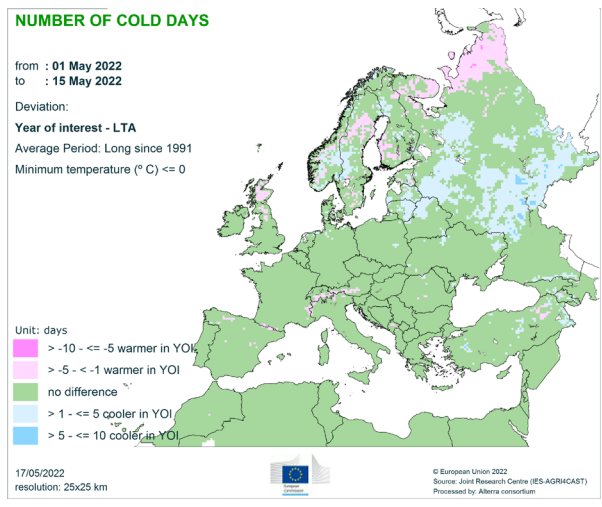 NUMBER OF COLD DAYS
from : 01 May 2022
to : 15 May 2022
Deviation:
Year of interest - LTA
Average Period: Long since 1991
Minimum temperature (º C) <= 0
Unit: days
> -10 - <= -5 warmer in YOI
> -5 - < -1 warmer in YOI
no difference
> 1 - <= 5 cooler in YOI
> 5 - <= 10 cooler in YOI
17/05/2022
resolution: 25x25 km
European
Commission
© European Union 2022
Source: Joint Research Centre (IES-AGRI4CAST)
Processed by: Alterra consortium